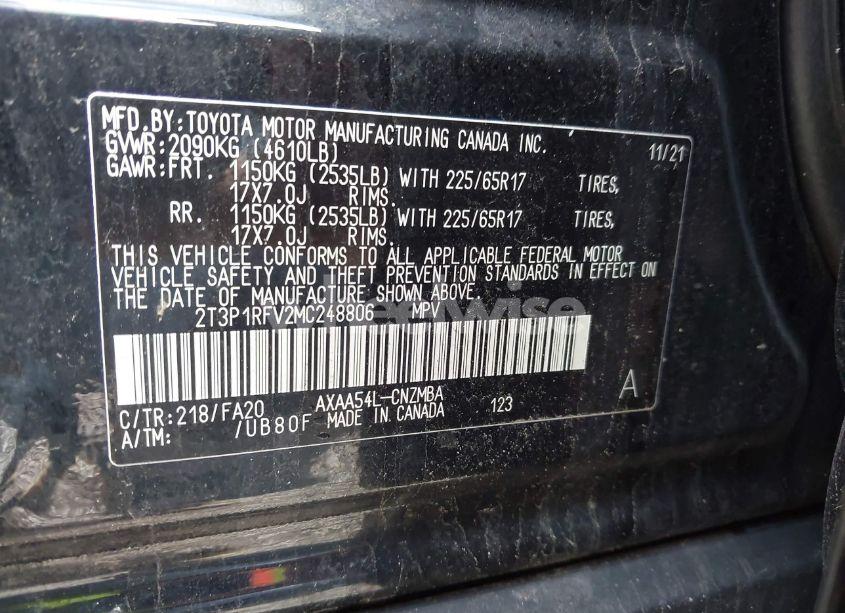 MFD.BY:TOYOTA MOTOR MANUFACTURING CANADA INC.
GVWR:2090KG (4610LB) 11/21
GAWR:FRT. 1150KG (2535LB) WITH 225/65R17 TIRES,
17X7.0J RIMS.
RR. 1150KG (2535LB) WITH 225/65R17 TIRES,
17X7.0J RIMS.
THIS VEHICLE CONFORMS TO ALL APPLICABLE FEDERAL MOTOR
VEHICLE SAFETY AND THEFT PREVENTION STANDARDS IN EFFECT ON
THE DATE OF MANUFACTURE SHOWN ABOVE.
2T3P1RFV2MC248806 MPV
A
C/TR:218/FA20 AXAA54L-CNZMBA 123
A/TM: /UB80F MADE IN CANADA